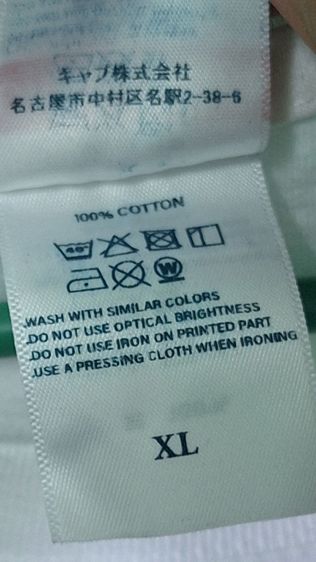 キャブ株式会社
名古屋市中村区名駅2-38-6
100% COTTON
40
W
.WASH WITH SIMILAR COLORS
.DO NOT USE OPTICAL BRIGHTNESS
.DO NOT USE IRON ON PRINTED PART
.USE A PRESSING CLOTH WHEN IRONING
XL